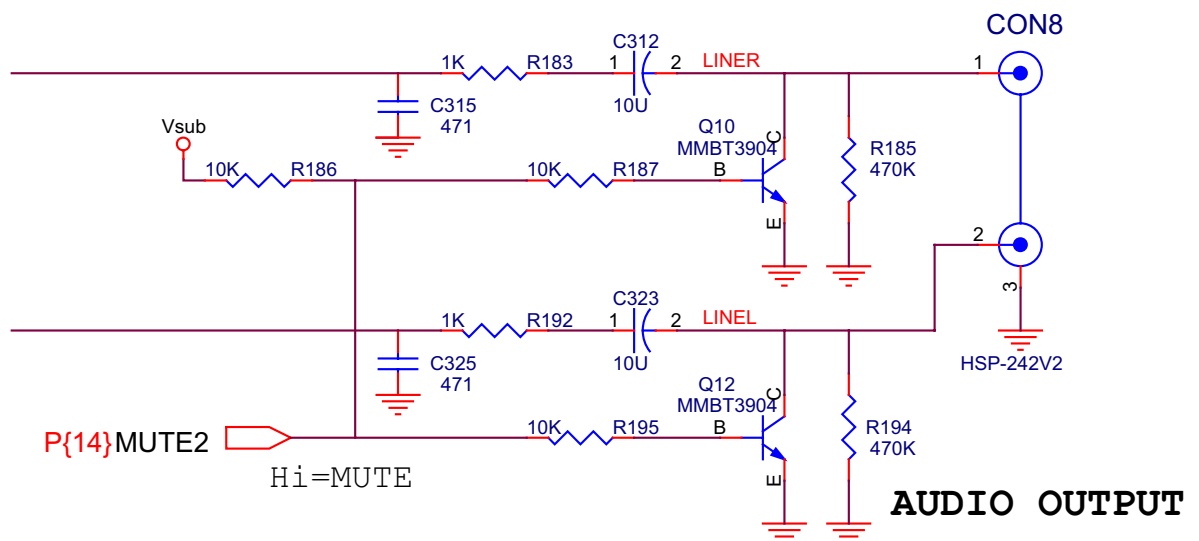 CON8
C312
1K
R183
1
2
LINER
1
10U
C315
471
Vsub
Q10
MMBT3904
C
R185
470K
10K
R186
10K
R187
B
E
2
3
C323
1K
R192
1
2
LINEL
10U
HSP-242V2
C325
471
Q12
MMBT3904
C
R194
470K
P{14}MUTE2
10K
R195
B
E
Hi=MUTE
AUDIO OUTPUT